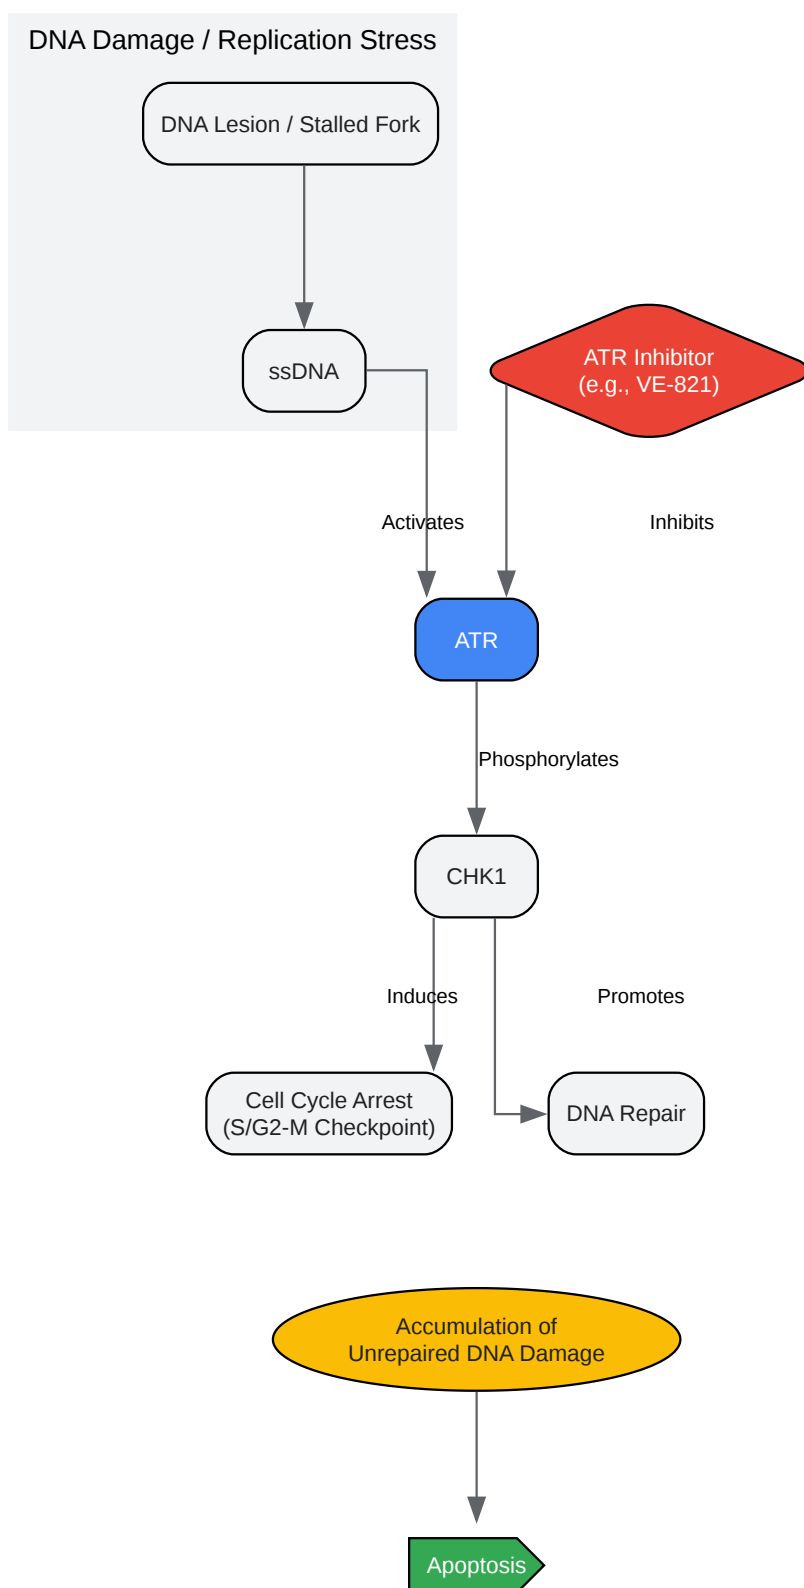 DNA Damage / Replication Stress
DNA Lesion / Stalled Fork
ssDNA
ATR Inhibitor
(e.g., VE-821)
Activates
Inhibits
ATR
Phosphorylates
CHK1
Induces
Promotes
Cell Cycle Arrest
(S/G2-M Checkpoint)
DNA Repair
Accumulation of
Unrepaired DNA Damage
Apoptosis